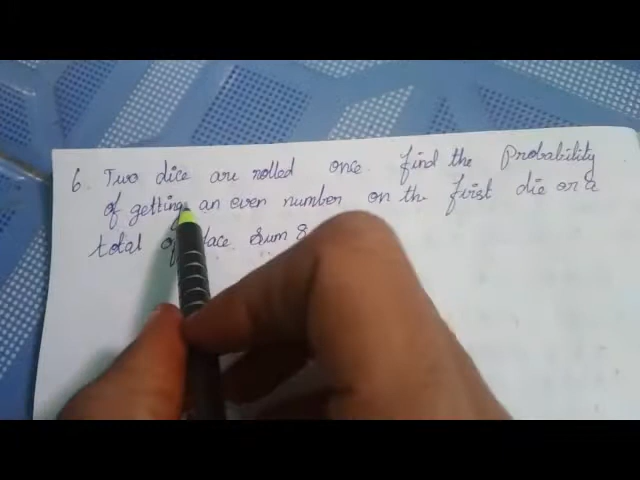 6. Two dice are rolled once. find the Probability
of getting an even number on the first die or a
total of face sum 8